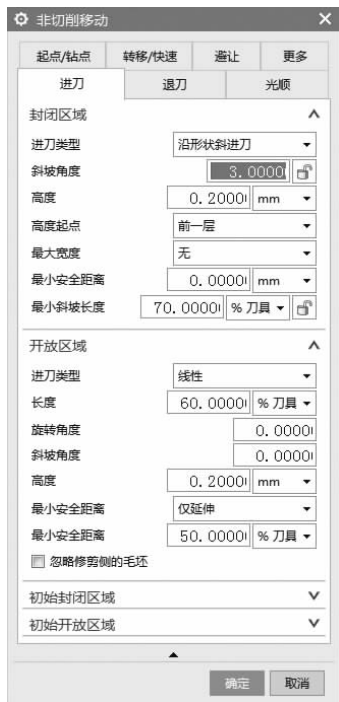 非切削移动
起点/钻点 转移/快速 避让 更多
进刀 退刀 光顺
封闭区域
进刀类型 沿形状斜进刀
斜坡角度 3.0000
高度 0.2000 mm
高度起点 前一层
最大宽度 无
最小安全距离 0.0000 mm
最小斜坡长度 70.0000 % 刀具
开放区域
进刀类型 线性
长度 60.0000 % 刀具
旋转角度 0.0000
斜坡角度 0.0000
高度 0.2000 mm
最小安全距离 仅延伸
最小安全距离 50.0000 % 刀具
忽略修剪侧的毛坯
初始封闭区域
初始开放区域
确定 取消